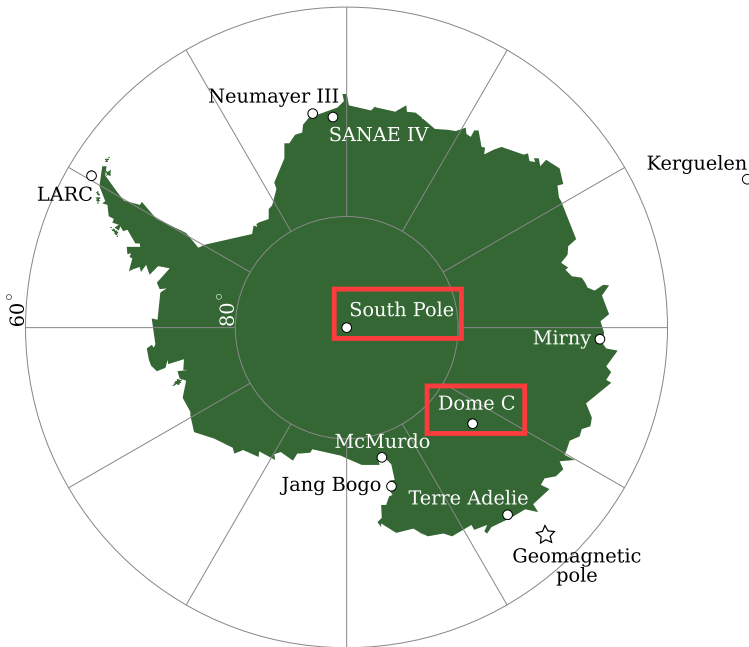 Neumayer III
SANAE IV
Kerguelen
LARC
60°
80°
South Pole
Mirny
Dome C
McMurdo
Jang Bogo
Terre Adelie
Geomagnetic
pole